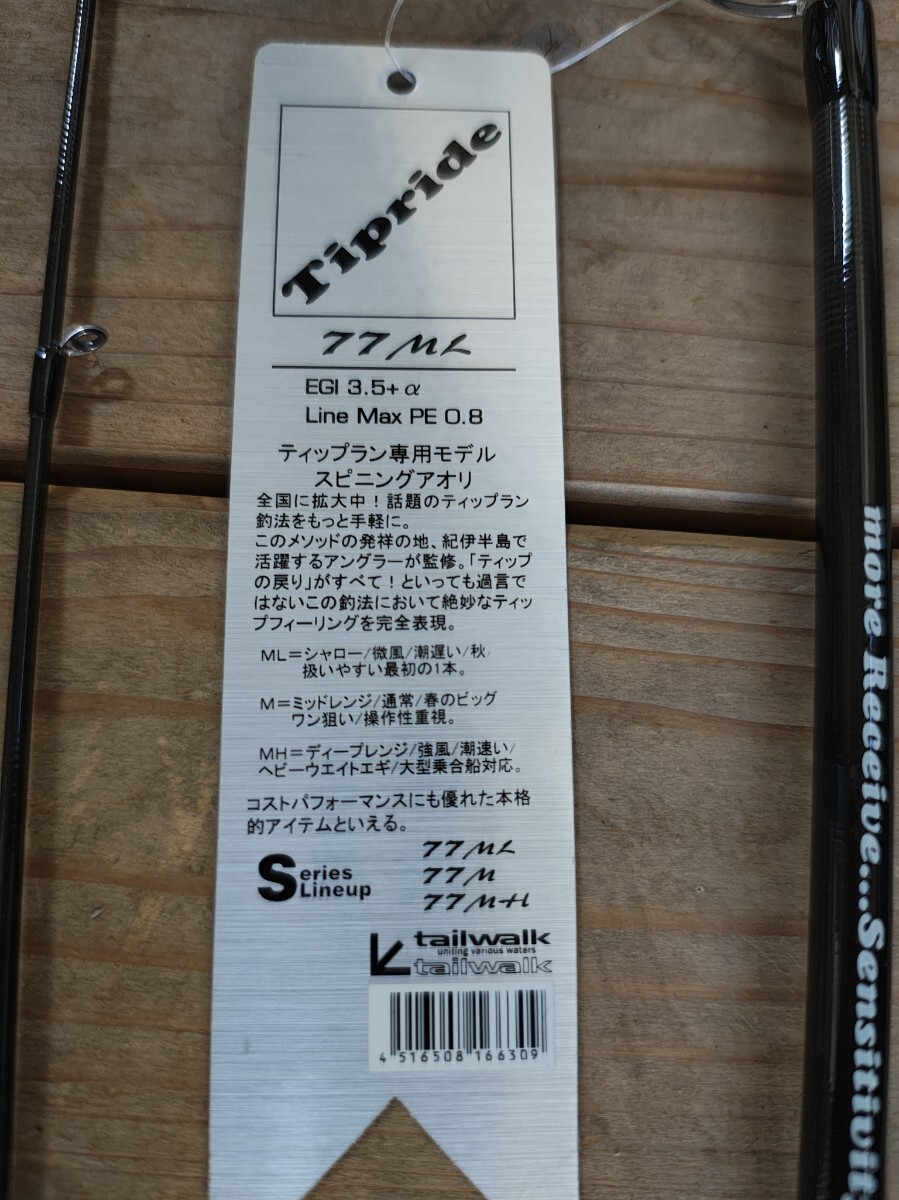 Tipride
77ML
EGI 3.5+α
Line Max PE 0.8
ティップラン専用モデル
スピニングアオリ
全国に拡大中！話題のティップラン
釣法をもっと手軽に。
このメソッドの発祥の地、紀伊半島で
活躍するアングラーが監修。「ティップ
の戻り」がすべて！といっても過言で
はないこの釣法において絶妙なティッ
プフィーリングを完全表現。
ML＝シャロー/微風/潮遅い/秋/
扱いやすい最初の1本。
M＝ミッドレンジ/通常/春のビッグ
ワン狙い/操作性重視。
MH＝ディープレンジ/強風/潮速い/
ヘビーウエイトエギ/大型乗合船対応。
コストパフォーマンスにも優れた本格
的アイテムといえる。
Series Lineup
77ML
77M
77MH
tailwalk
uniting various waters
tailwalk
4 516508 166309
more Receive...Sensitivit